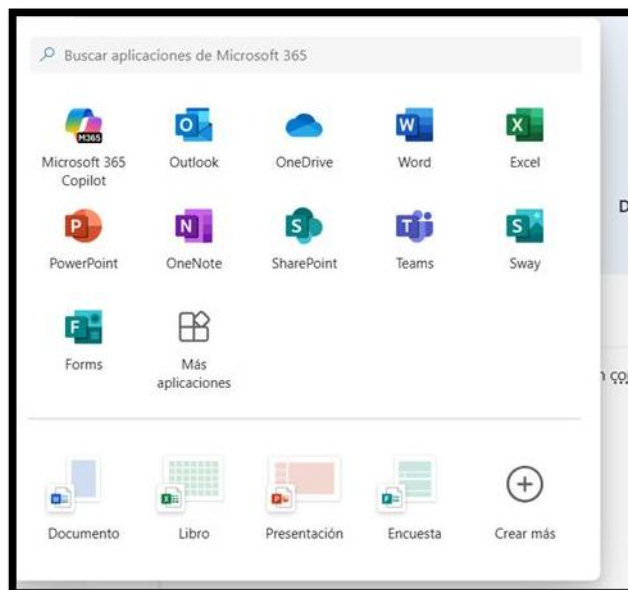 Buscar aplicaciones de Microsoft 365
M365
Microsoft 365
Copilot
Outlook
OneDrive
Word
Excel
PowerPoint
OneNote
SharePoint
Teams
Sway
Forms
Más
aplicaciones
Documento
Libro
Presentación
Encuesta
Crear más